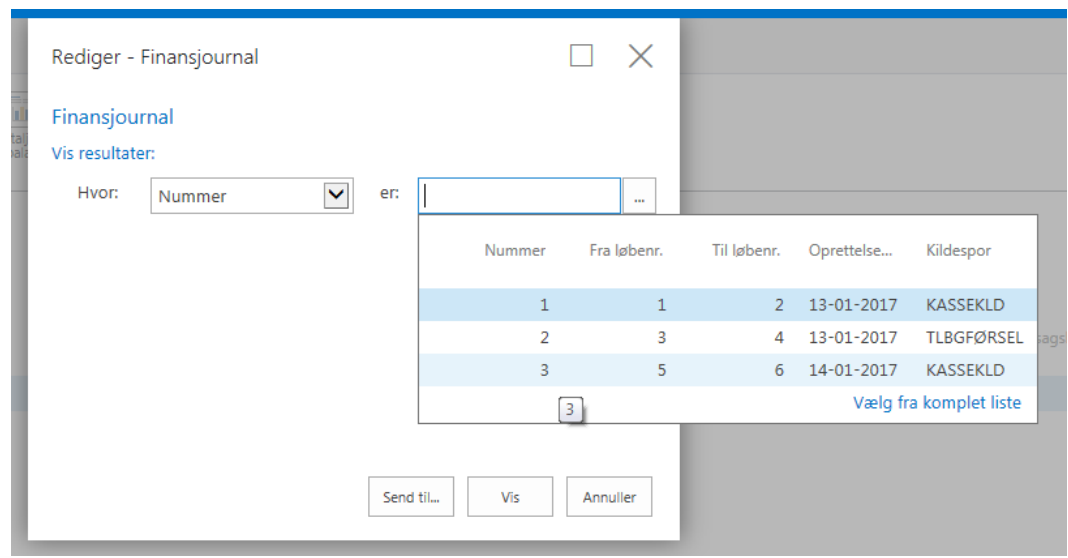 Rediger - Finansjournal
Finansjournal
Vis resultater:
Hvor: Nummer er: ...
Nummer Fra løbenr. Til løbenr. Oprettelse... Kildespor
1 1 2 13-01-2017 KASSEKLD
2 3 4 13-01-2017 TLBGFØRSEL
3 5 6 14-01-2017 KASSEKLD
Vælg fra komplet liste
3
Send til... Vis Annuller